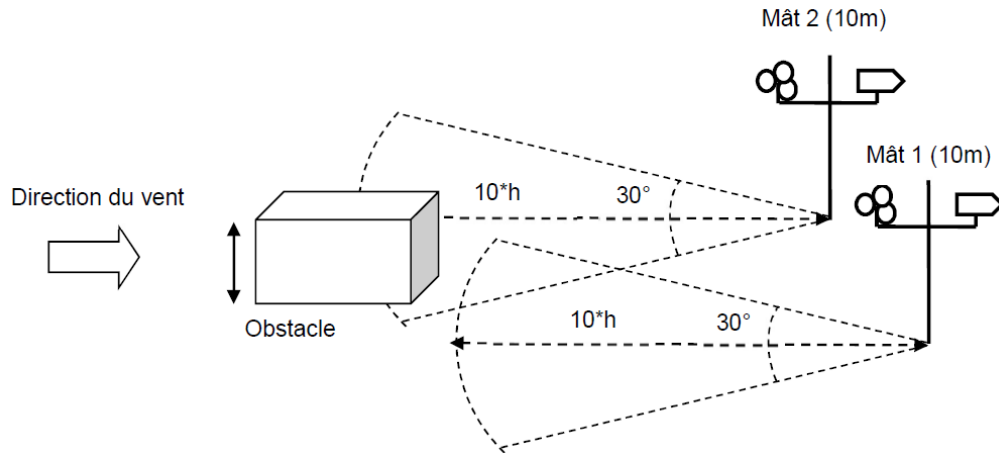 Mât 2 (10m)
Mât 1 (10m)
Direction du vent
10*h
30°
Obstacle
10*h
30°